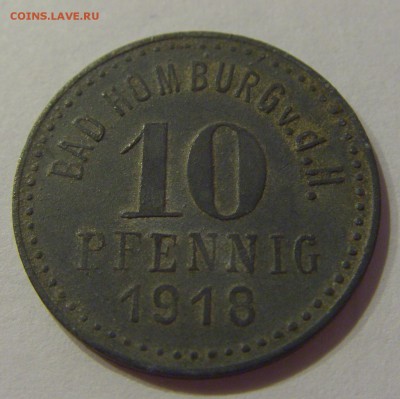 COINS.LAVE.RU
BAD HOMBURG v. d. H.
10
PFENNIG
1918